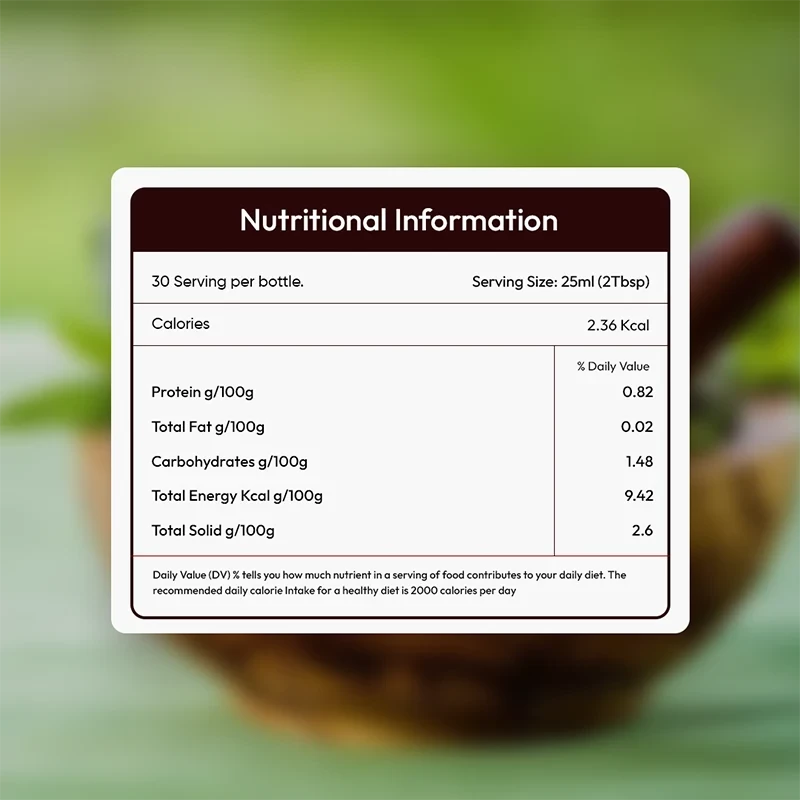 Nutritional Information
30 Serving per bottle. Serving Size: 25ml (2Tbsp)
Calories 2.36 Kcal
% Daily Value
Protein g/100g 0.82
Total Fat g/100g 0.02
Carbohydrates g/100g 1.48
Total Energy Kcal g/100g 9.42
Total Solid g/100g 2.6
Daily Value (DV) % tells you how much nutrient in a serving of food contributes to your daily diet. The
recommended daily calorie Intake for a healthy diet is 2000 calories per day